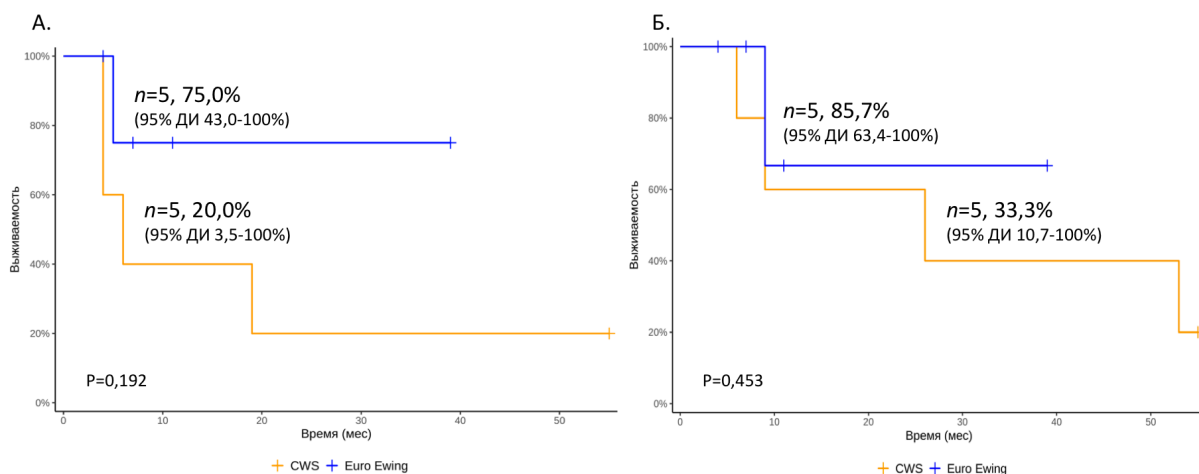 А.
Выживаемость
100%
80%
60%
40%
20%
0%
n=5, 75,0%
(95% ДИ 43,0-100%)
n=5, 20,0%
(95% ДИ 3,5-100%)
P=0,192
0 10 20 30 40 50
Время (мес)
CWS Euro Ewing
Б.
Выживаемость
100%
80%
60%
40%
20%
0%
n=5, 85,7%
(95% ДИ 63,4-100%)
n=5, 33,3%
(95% ДИ 10,7-100%)
P=0,453
0 10 20 30 40 50
Время (мес)
CWS Euro Ewing